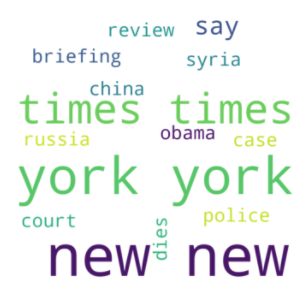 review say
briefing syria
china
times times
russia obama case
york york
court police
dies
new new